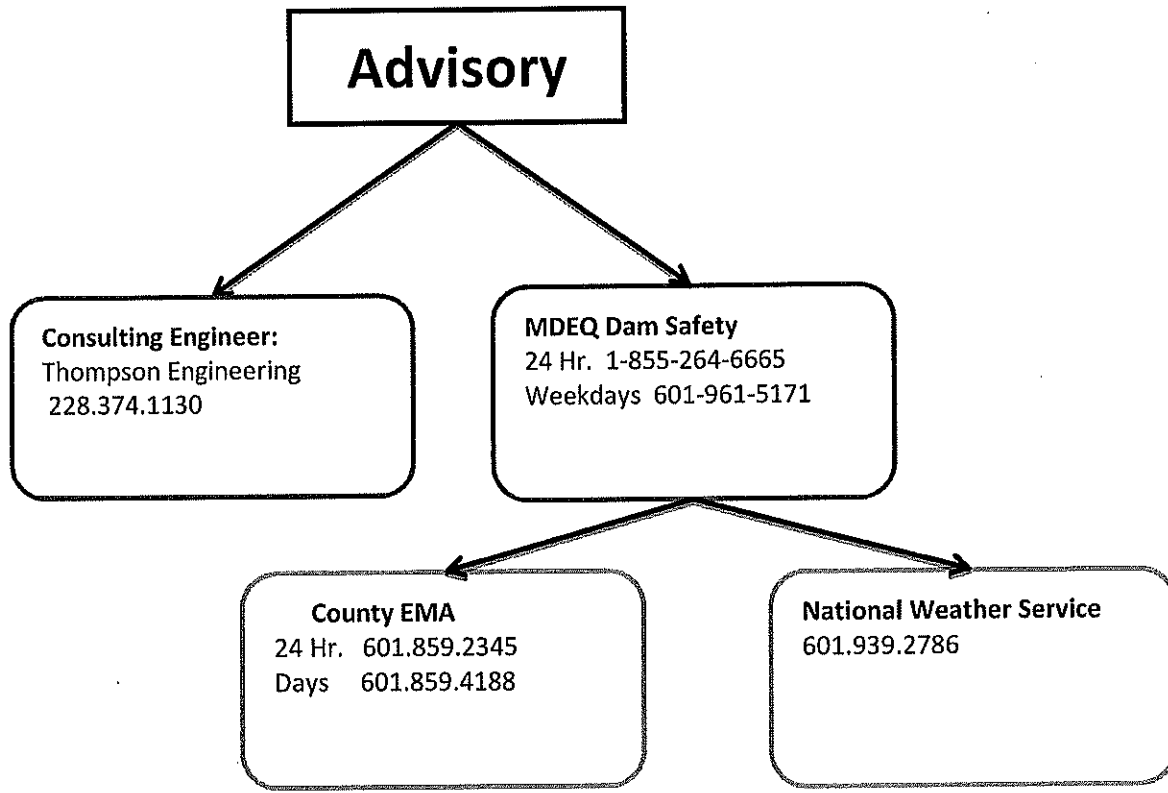 Advisory
Consulting Engineer:
Thompson Engineering
228.374.1130
MDEQ Dam Safety
24 Hr. 1-855-264-6665
Weekdays 601-961-5171
County EMA
24 Hr. 601.859.2345
Days 601.859.4188
National Weather Service
601.939.2786